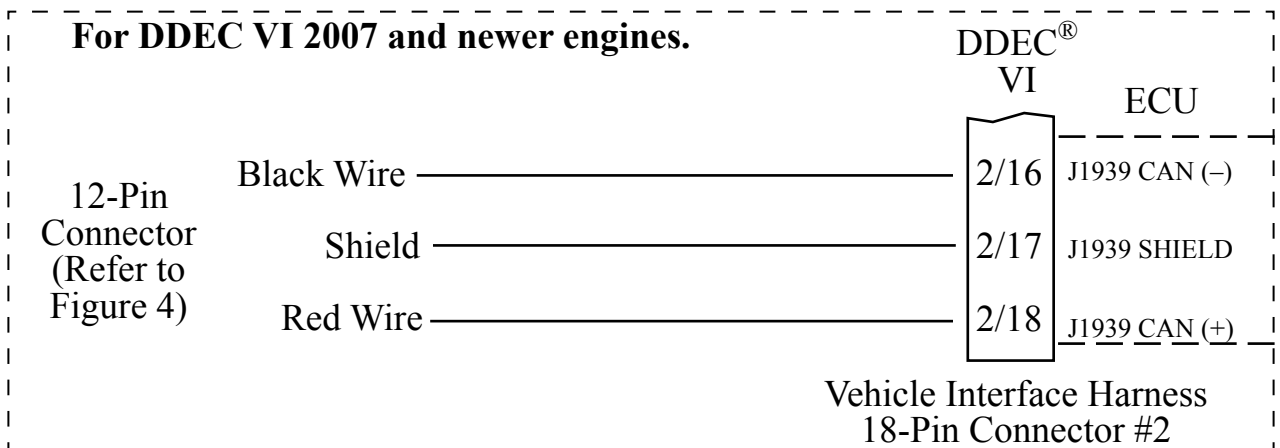 For DDEC VI 2007 and newer engines.
DDEC®
VI
ECU
12-Pin
Connector
(Refer to
Figure 4)
Black Wire
2/16
J1939 CAN (–)
Shield
2/17
J1939 SHIELD
Red Wire
2/18
J1939 CAN (+)
Vehicle Interface Harness
18-Pin Connector #2